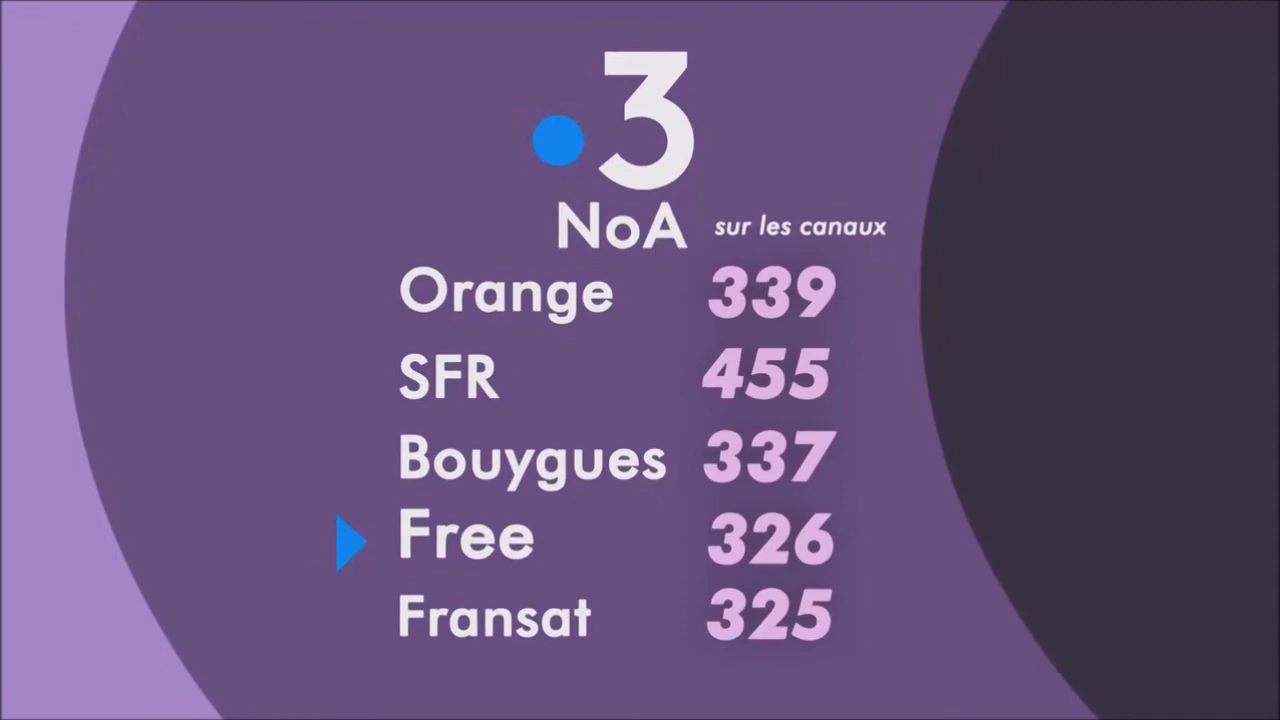 3
NoA sur les canaux
Orange 339
SFR 455
Bouygues 337
Free 326
Fransat 325